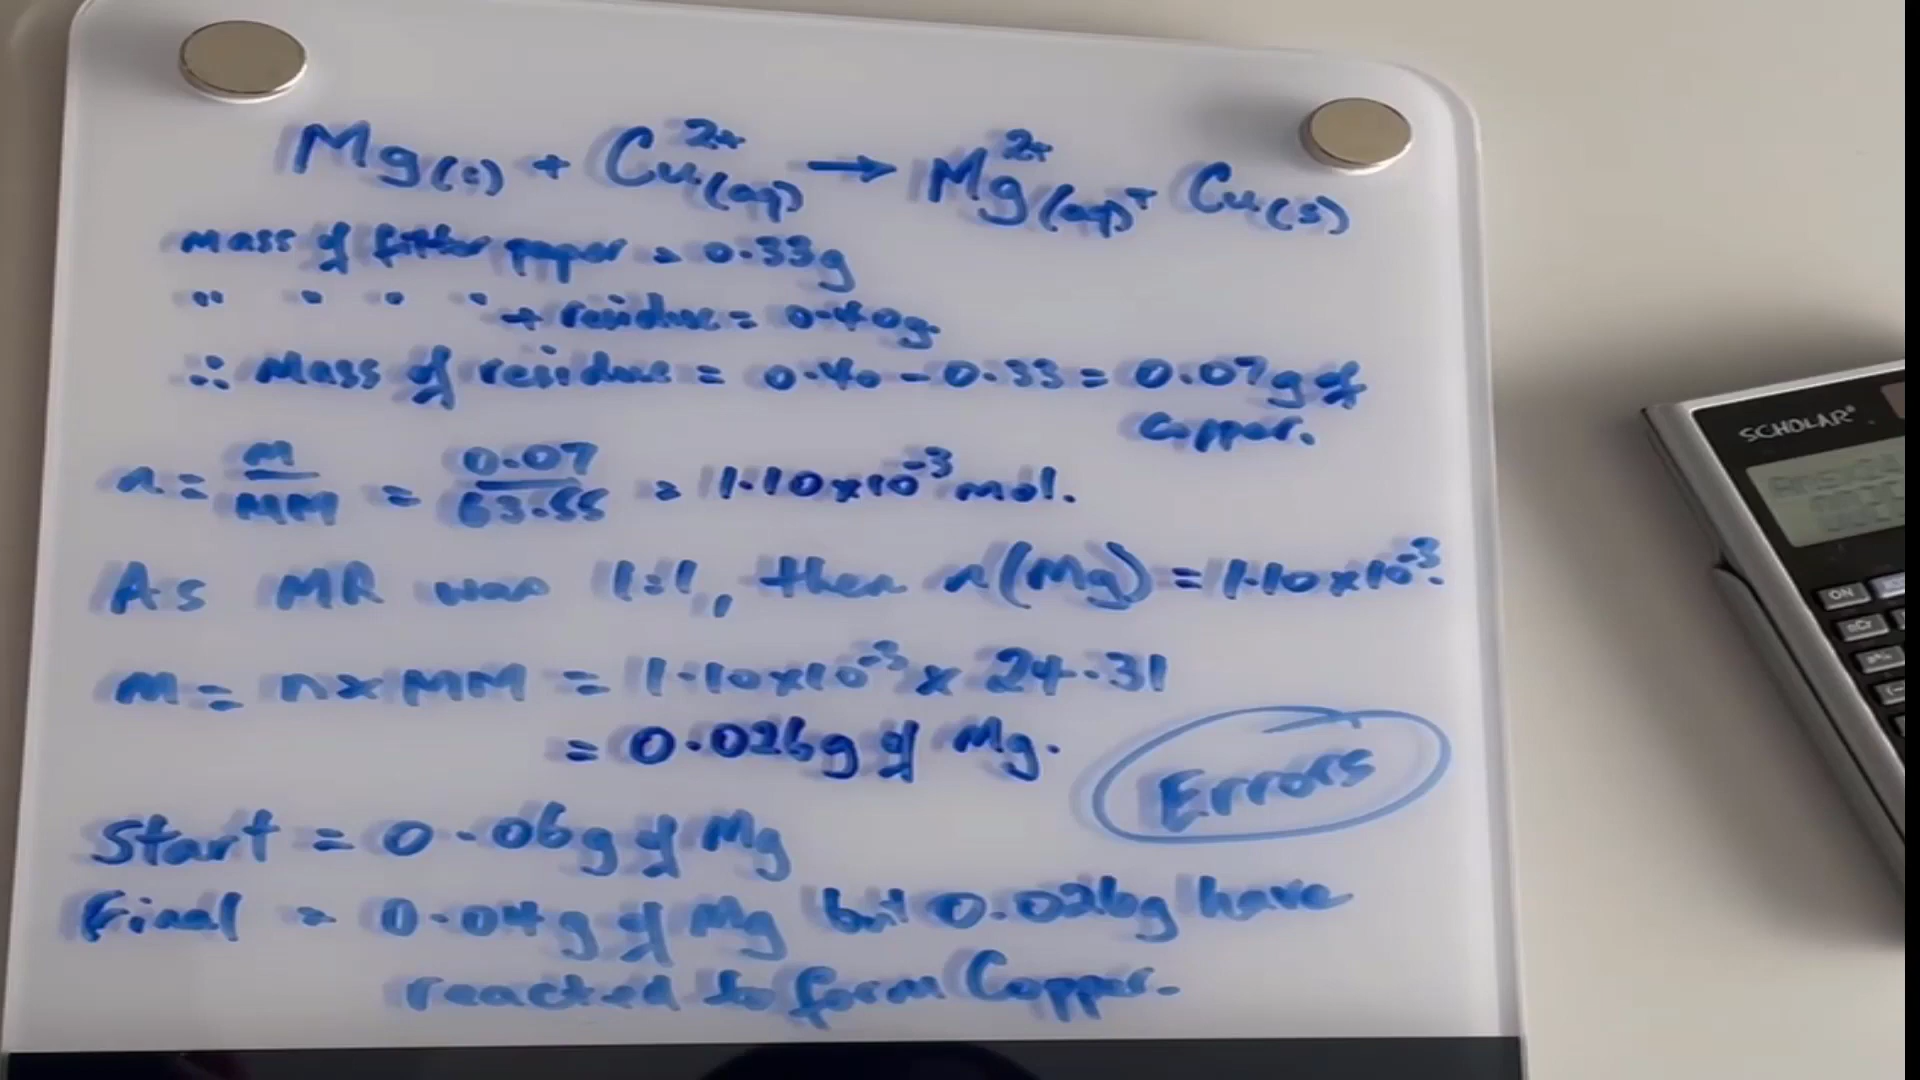 Mg(s) + Cu²⁺(aq) → Mg²⁺(aq) + Cu(s)
Mass of filter paper = 0.33g
" " " " + residue = 0.40g.
∴ Mass of residue = 0.40 - 0.33 = 0.07g of
Copper.
n = m/MM = 0.07/63.55 = 1.10x10⁻³ mol.
As MR was 1:1, then n(Mg) = 1.10x10⁻³.
m = n x MM = 1.10x10⁻³ x 24.31
= 0.026g of Mg.
Errors
Start = 0.06g of Mg
Final = 0.04g of Mg but 0.026g have
reacted to form Copper.
SCHOLAR
ON
nCr